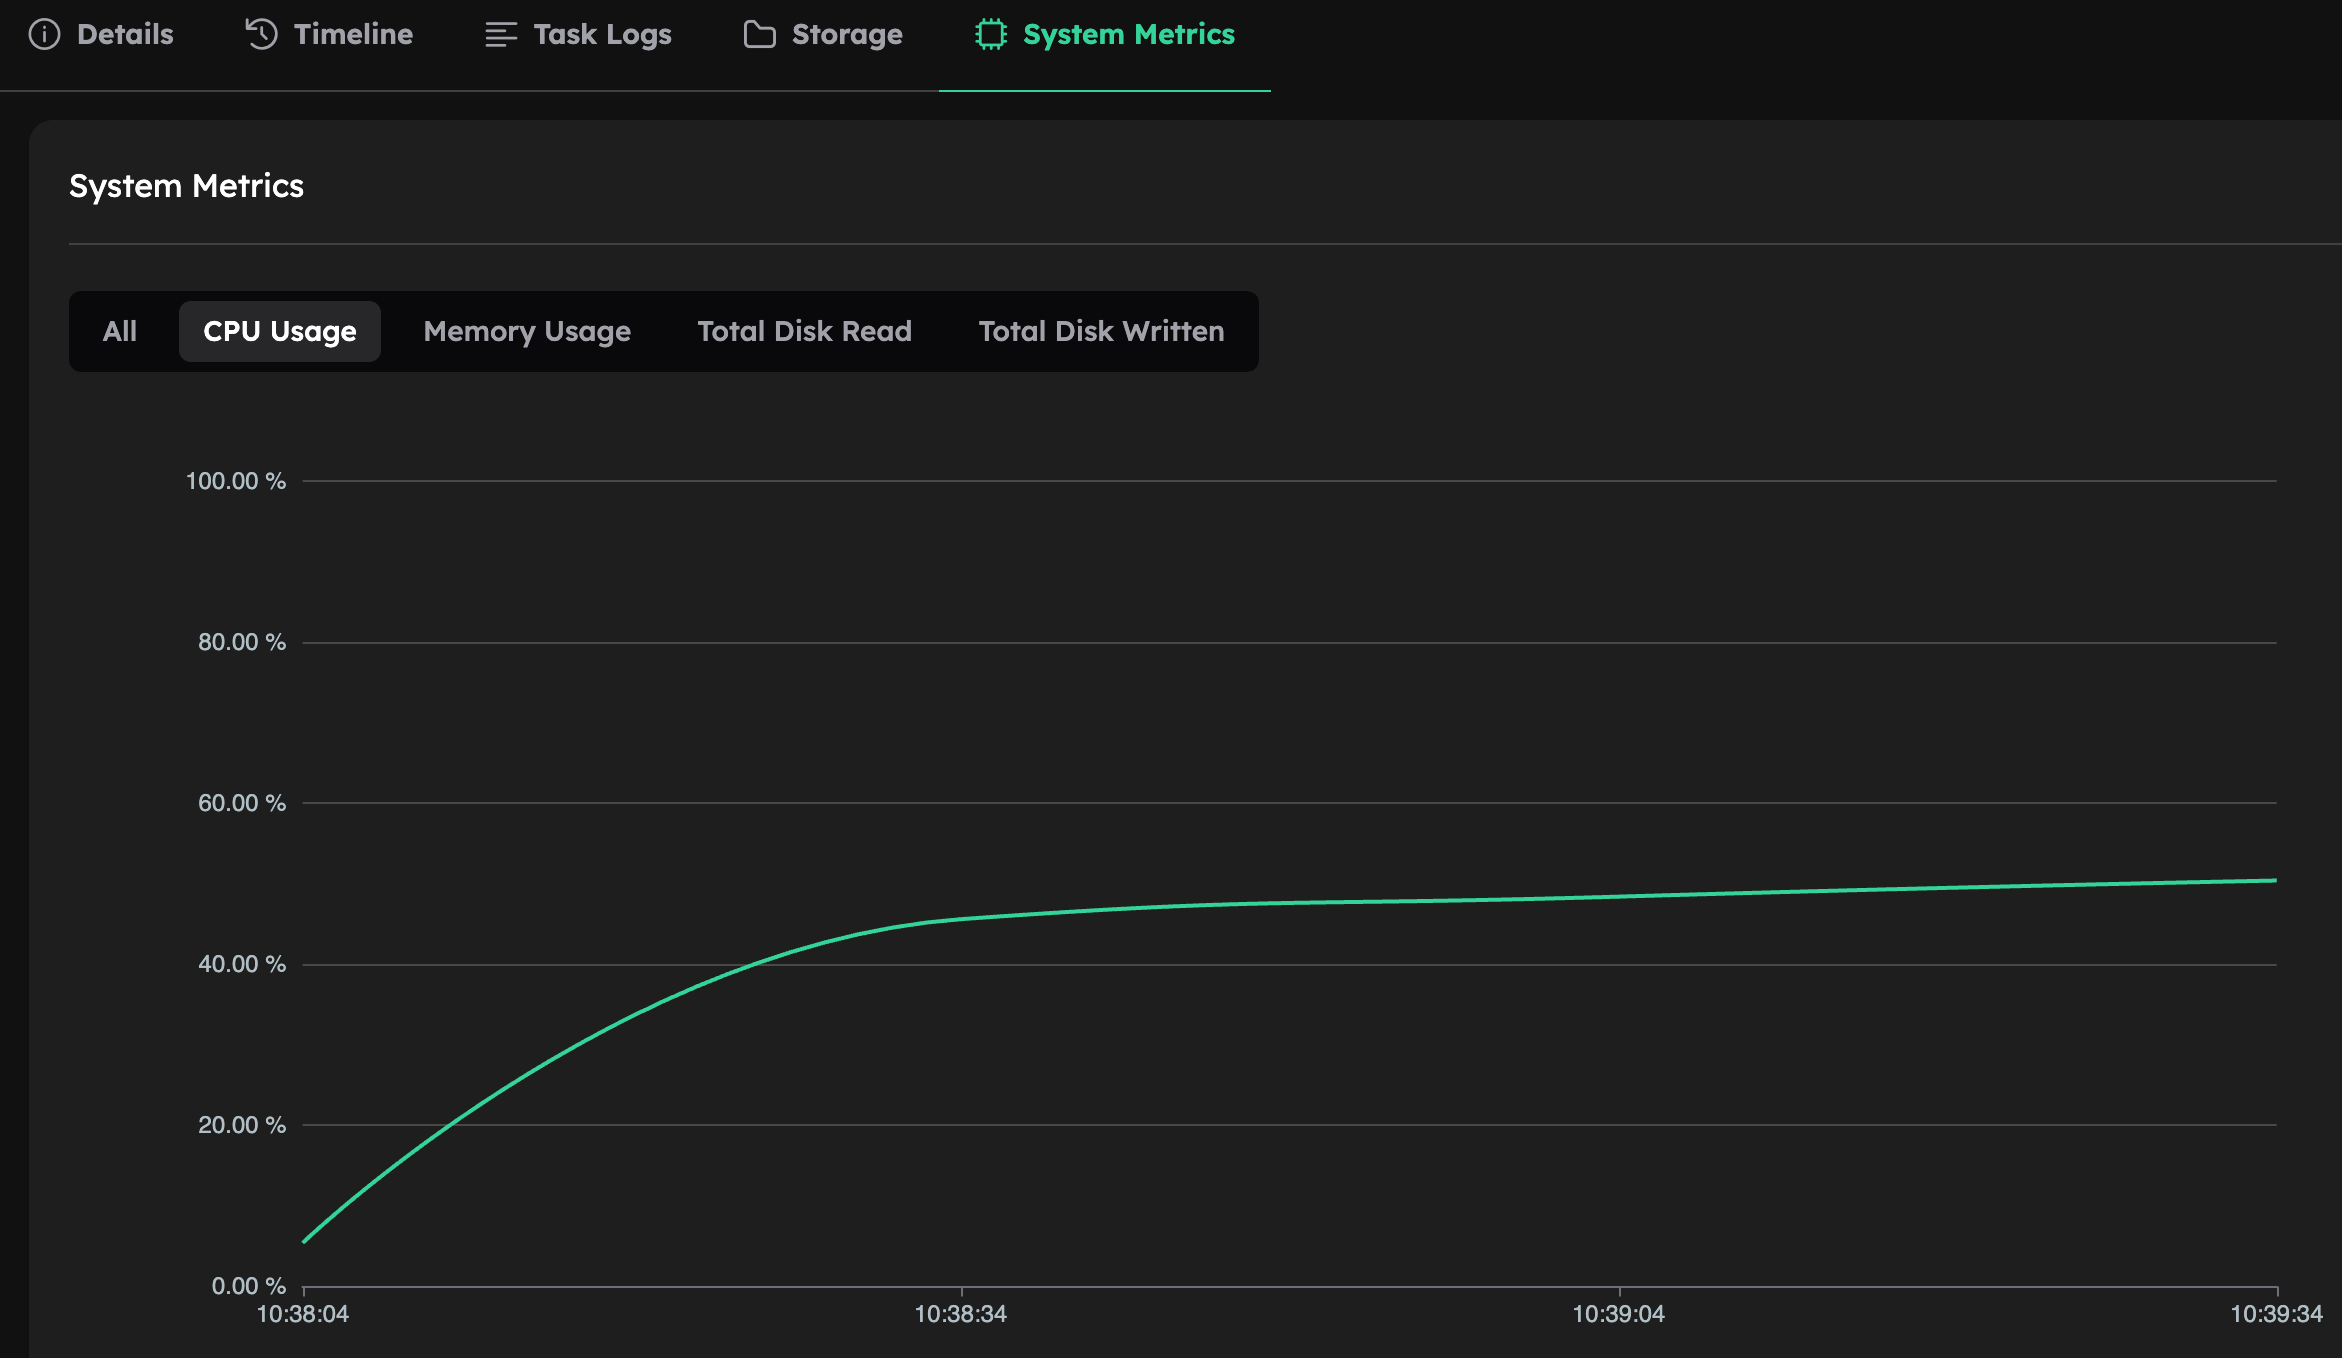 Details Timeline Task Logs Storage System Metrics
System Metrics
All CPU Usage Memory Usage Total Disk Read Total Disk Written
100.00 %
80.00 %
60.00 %
40.00 %
20.00 %
0.00 %
10:38:04 10:38:34 10:39:04 10:39:34